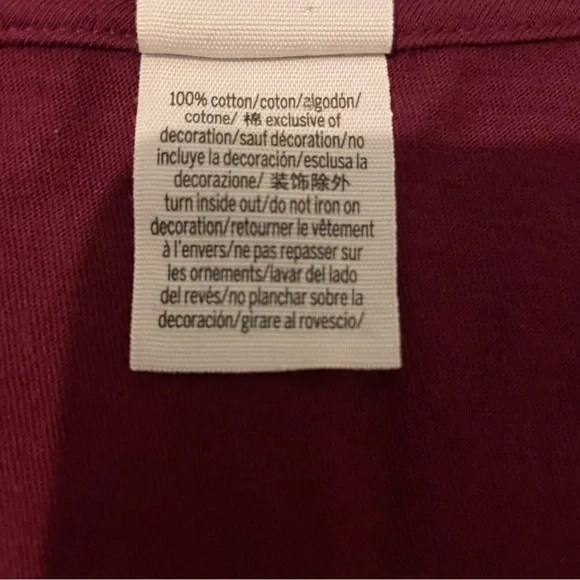 100% cotton/coton/algodón/
cotone/ 棉 exclusive of
decoration/sauf décoration/no
incluye la decoración/esclusa la
decorazione/ 装饰除外
turn inside out/do not iron on
decoration/retourner le vêtement
à l'envers/ne pas repasser sur
les ornements/lavar del lado
del revés/no planchar sobre la
decoración/girare al rovescio/